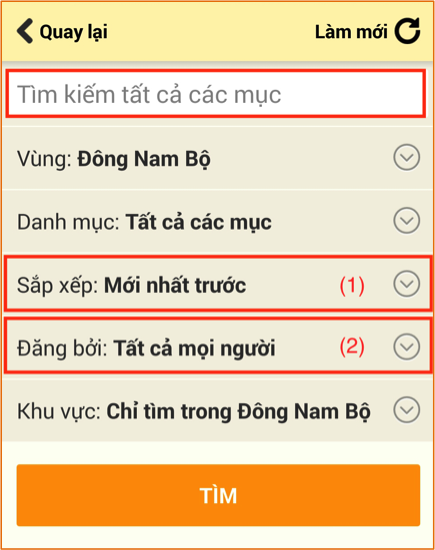 Quay lại Làm mới
Tìm kiếm tất cả các mục
Vùng: Đông Nam Bộ
Danh mục: Tất cả các mục
Sắp xếp: Mới nhất trước (1)
Đăng bởi: Tất cả mọi người (2)
Khu vực: Chỉ tìm trong Đông Nam Bộ
TÌM